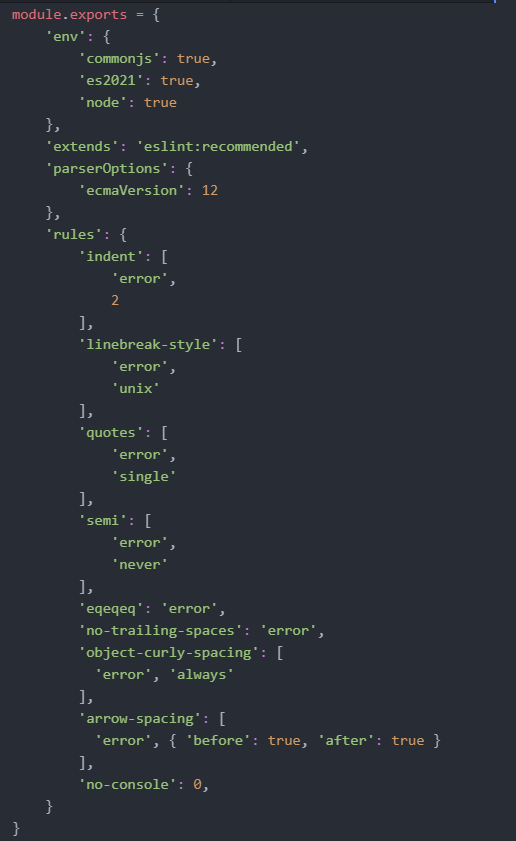 module.exports = {
    'env': {
        'commonjs': true,
        'es2021': true,
        'node': true
    },
    'extends': 'eslint:recommended',
    'parserOptions': {
        'ecmaVersion': 12
    },
    'rules': {
        'indent': [
            'error',
            2
        ],
        'linebreak-style': [
            'error',
            'unix'
        ],
        'quotes': [
            'error',
            'single'
        ],
        'semi': [
            'error',
            'never'
        ],
        'eqeqeq': 'error',
        'no-trailing-spaces': 'error',
        'object-curly-spacing': [
          'error', 'always'
        ],
        'arrow-spacing': [
          'error', { 'before': true, 'after': true }
        ],
        'no-console': 0,
    }
}